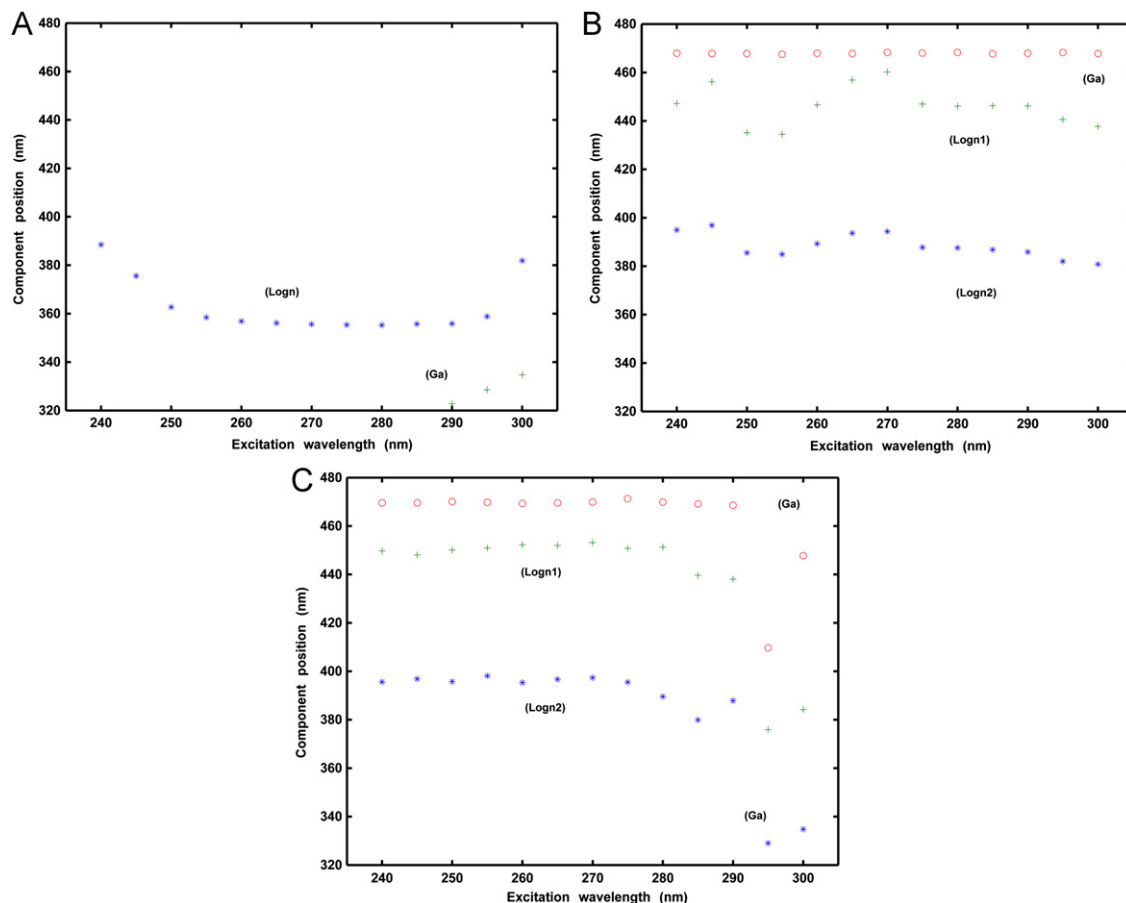 A
480
460
440
420
400
380
360
340
320
Component position (nm)
(Logn)
(Ga)
240 250 260 270 280 290 300
Excitation wavelength (nm)
B
480
460
440
420
400
380
360
340
320
Component position (nm)
(Ga)
(Logn1)
(Logn2)
240 250 260 270 280 290 300
Excitation wavelength (nm)
C
480
460
440
420
400
380
360
340
320
Component position (nm)
(Ga)
(Logn1)
(Logn2)
(Ga)
240 250 260 270 280 290 300
Excitation wavelength (nm)